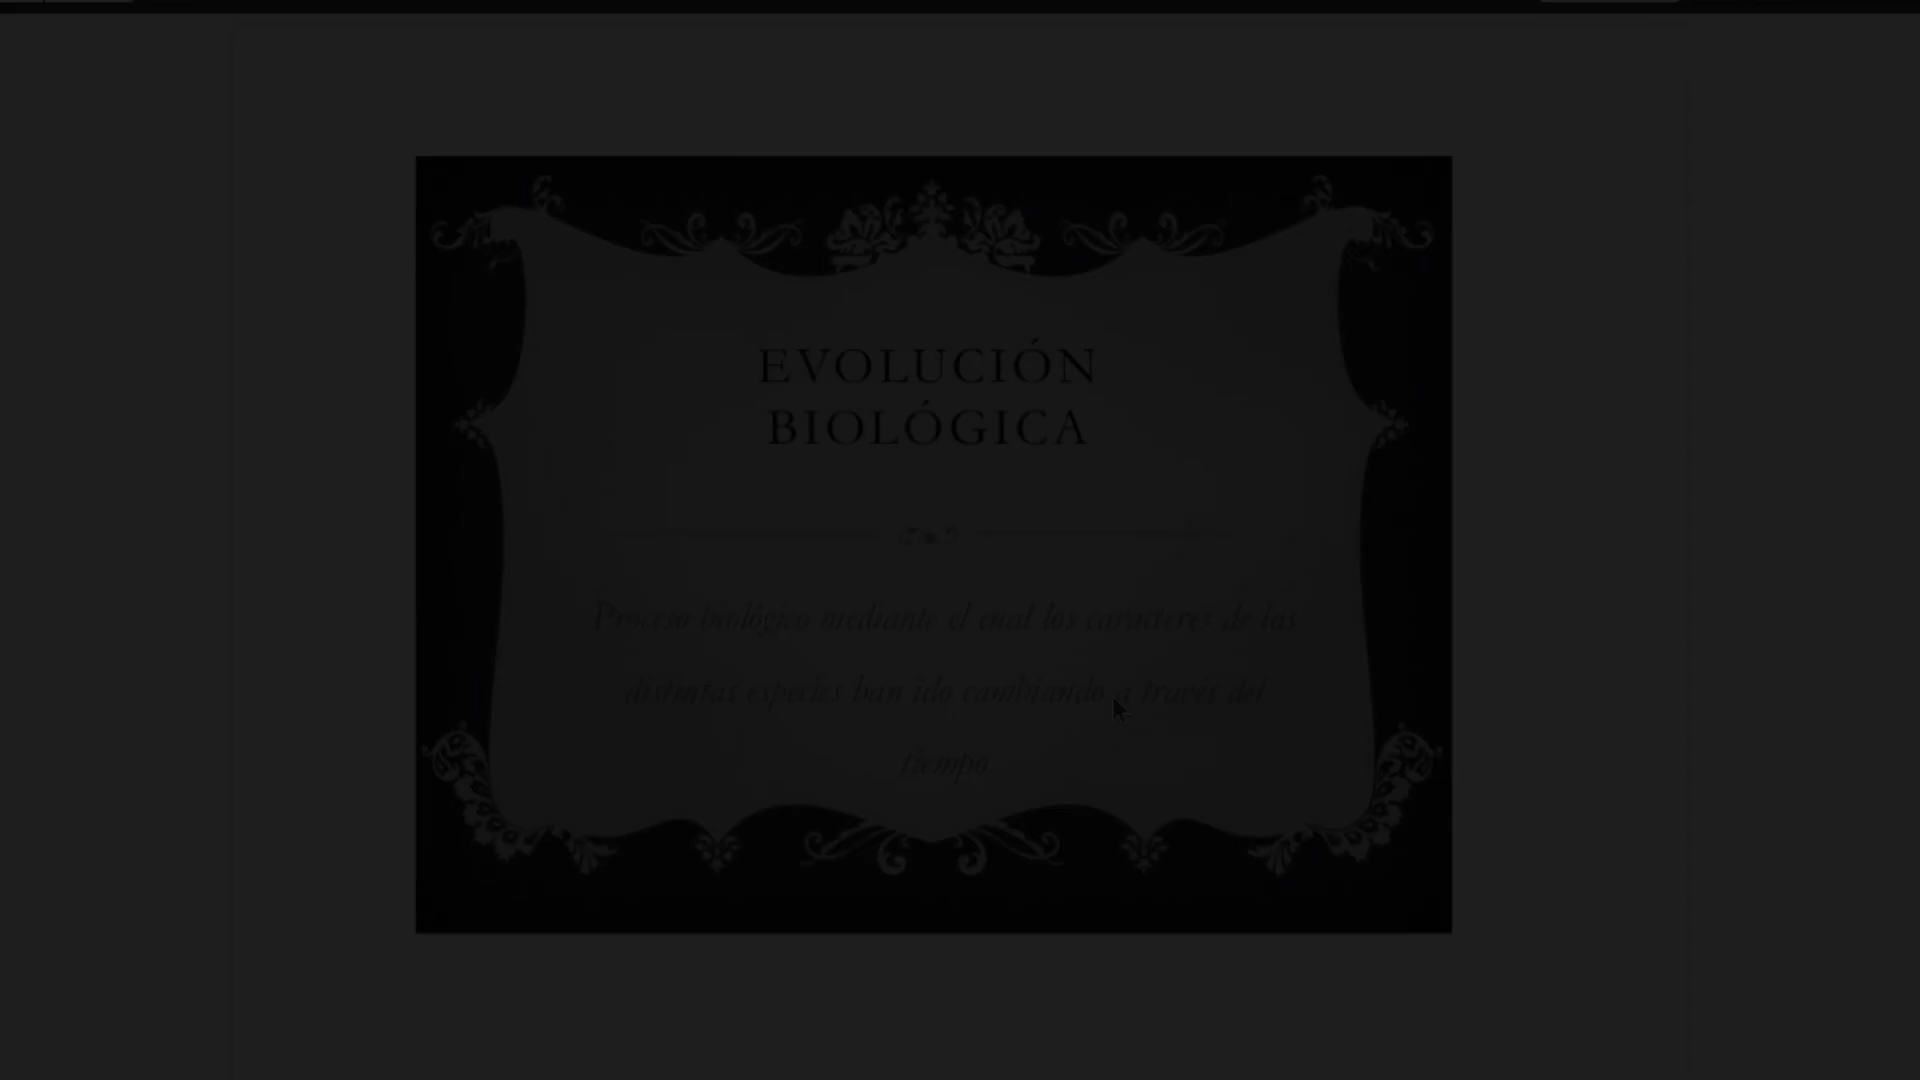 EVOLUCIÓN
BIOLÓGICA
Proceso biológico mediante el cual los caracteres de las
distintas especies han ido cambiando a través del
tiempo